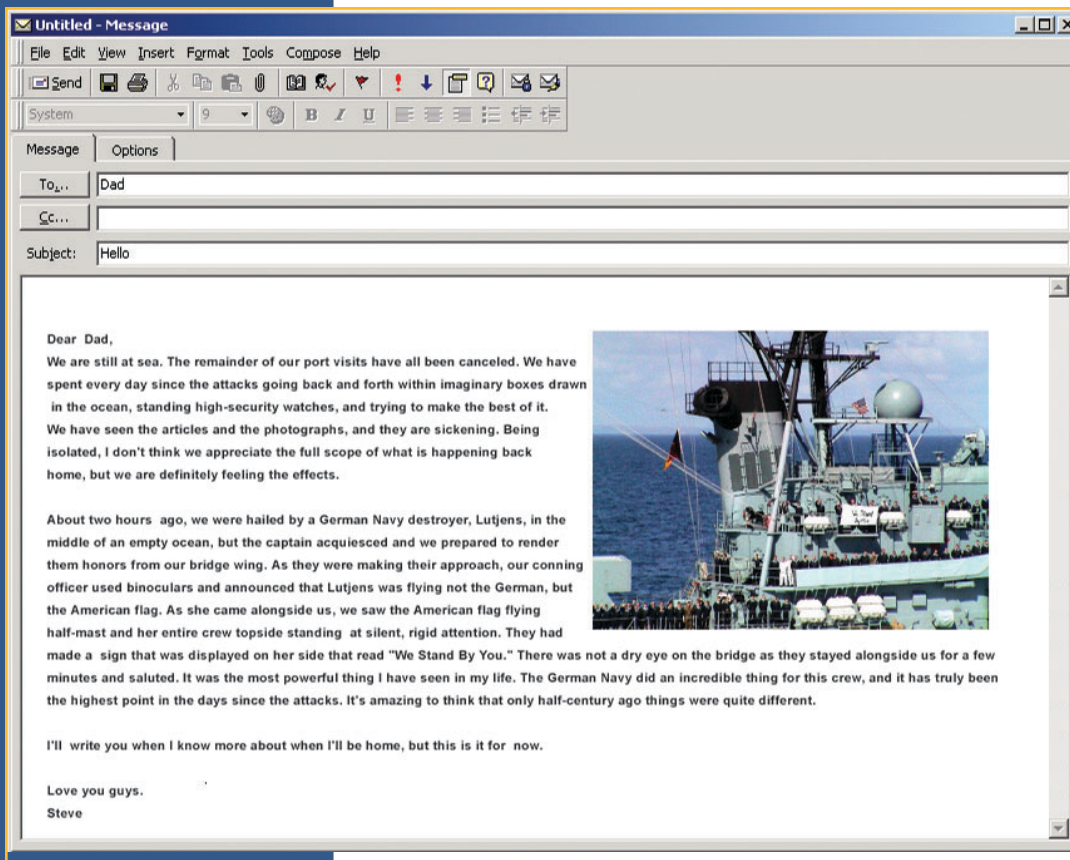 Untitled - Message
File Edit View Insert Format Tools Compose Help
Send
System 9 B I U
Message Options
To... Dad
Cc...
Subject: Hello
Dear Dad,
We are still at sea. The remainder of our port visits have all been canceled. We have
spent every day since the attacks going back and forth within imaginary boxes drawn
in the ocean, standing high-security watches, and trying to make the best of it.
We have seen the articles and the photographs, and they are sickening. Being
isolated, I don't think we appreciate the full scope of what is happening back
home, but we are definitely feeling the effects.
About two hours ago, we were hailed by a German Navy destroyer, Lutjens, in the
middle of an empty ocean, but the captain acquiesced and we prepared to render
them honors from our bridge wing. As they were making their approach, our conning
officer used binoculars and announced that Lutjens was flying not the German, but
the American flag. As she came alongside us, we saw the American flag flying
half-mast and her entire crew topside standing at silent, rigid attention. They had
made a sign that was displayed on her side that read "We Stand By You." There was not a dry eye on the bridge as they stayed alongside us for a few
minutes and saluted. It was the most powerful thing I have seen in my life. The German Navy did an incredible thing for this crew, and it has truly been
the highest point in the days since the attacks. It's amazing to think that only half-century ago things were quite different.
I'll write you when I know more about when I'll be home, but this is it for now.
Love you guys.
Steve